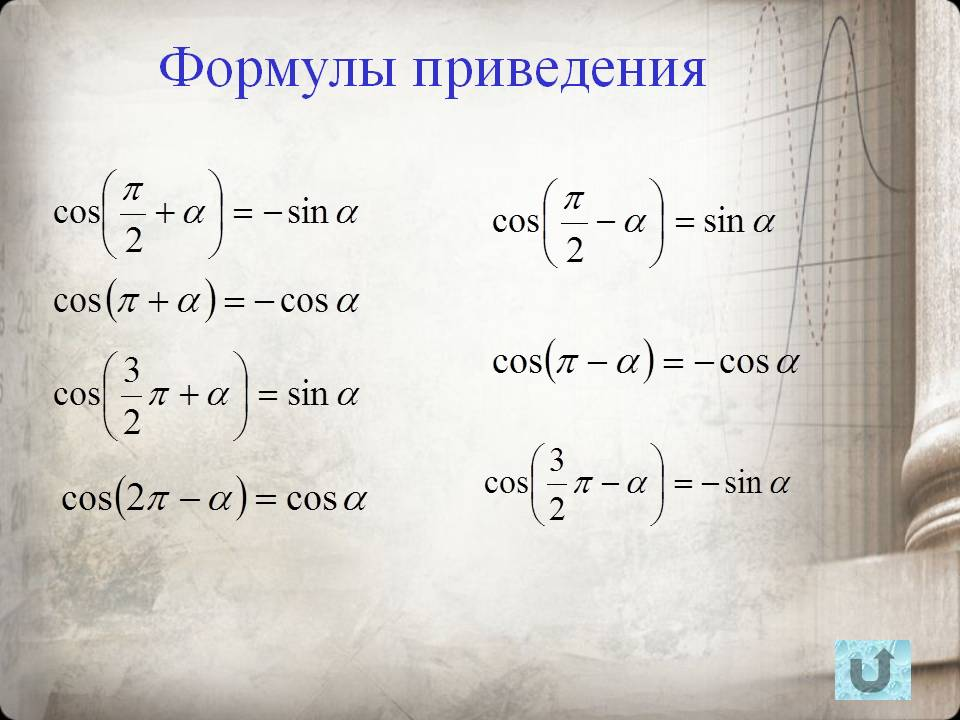 Формулы приведения
cos(π/2 + α) = − sin α
cos(π + α) = − cos α
cos(3/2 π + α) = sin α
cos(2π − α) = cos α
cos(π/2 − α) = sin α
cos(π − α) = − cos α
cos(3/2 π − α) = − sin α